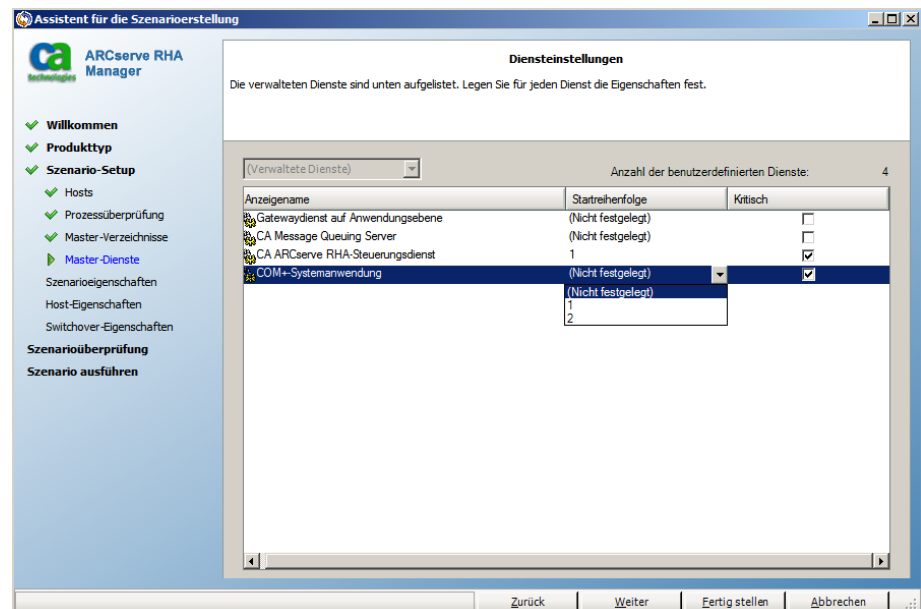 Assistent für die Szenarioerstellung
ca
technologies
ARCserve RHA
Manager
Willkommen
Produkttyp
Szenario-Setup
Hosts
Prozessüberprüfung
Master-Verzeichnisse
Master-Dienste
Szenarioeigenschaften
Host-Eigenschaften
Switchover-Eigenschaften
Szenarioüberprüfung
Szenario ausführen
Diensteinstellungen
Die verwalteten Dienste sind unten aufgelistet. Legen Sie für jeden Dienst die Eigenschaften fest.
(Verwaltete Dienste) Anzahl der benutzerdefinierten Dienste: 4
Anzeigename Startreihenfolge Kritisch
Gatewaydienst auf Anwendungsebene (Nicht festgelegt)
CA Message Queuing Server (Nicht festgelegt)
CA ARCserve RHA-Steuerungsdienst 1
COM+-Systemanwendung (Nicht festgelegt)
(Nicht festgelegt)
1
2
Zurück Weiter Fertig stellen Abbrechen